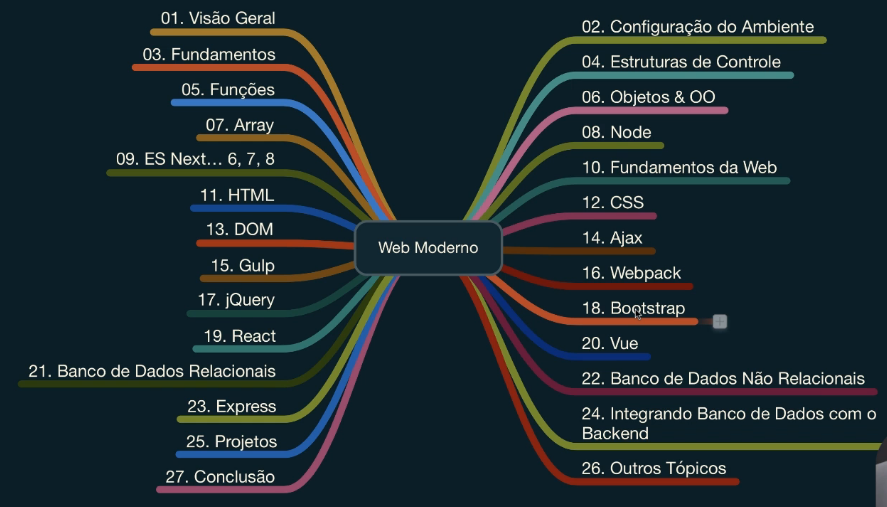 01. Visão Geral
02. Configuração do Ambiente
03. Fundamentos
04. Estruturas de Controle
05. Funções
06. Objetos & OO
07. Array
08. Node
09. ES Next... 6, 7, 8
10. Fundamentos da Web
11. HTML
12. CSS
13. DOM
Web Moderno
14. Ajax
15. Gulp
16. Webpack
17. jQuery
18. Bootstrap
19. React
20. Vue
21. Banco de Dados Relacionais
22. Banco de Dados Não Relacionais
23. Express
24. Integrando Banco de Dados com o
Backend
25. Projetos
26. Outros Tópicos
27. Conclusão